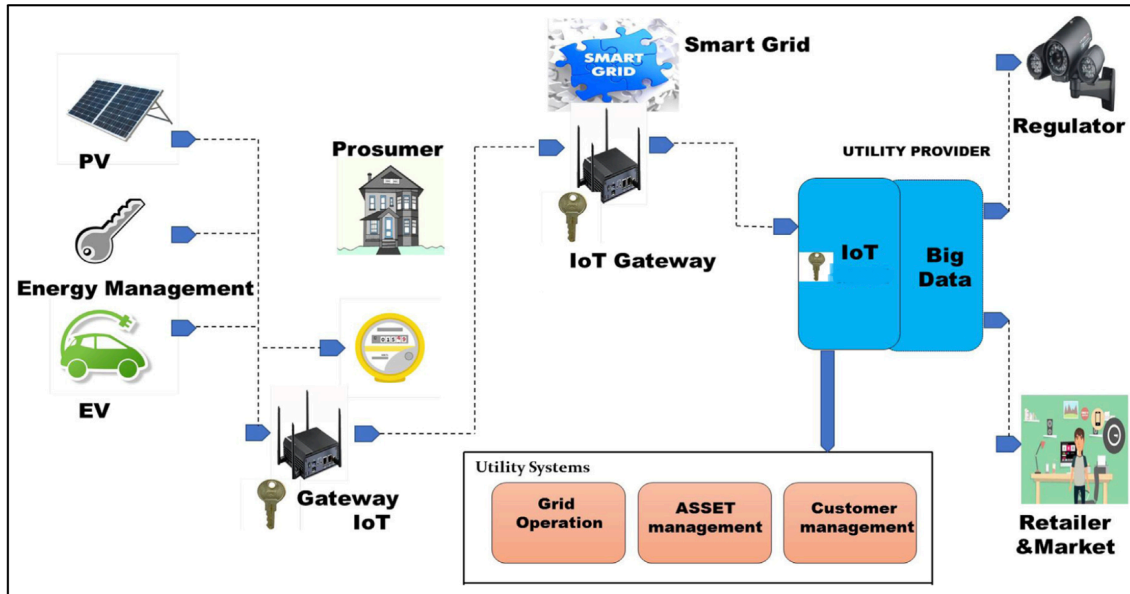 Smart Grid
SMART
GRID
PV
Prosumer
Regulator
UTILITY PROVIDER
IoT
Big
Data
Energy Management
IoT Gateway
EV
Gateway
IoT
Utility Systems
Grid
Operation
ASSET
management
Customer
management
Retailer
&Market